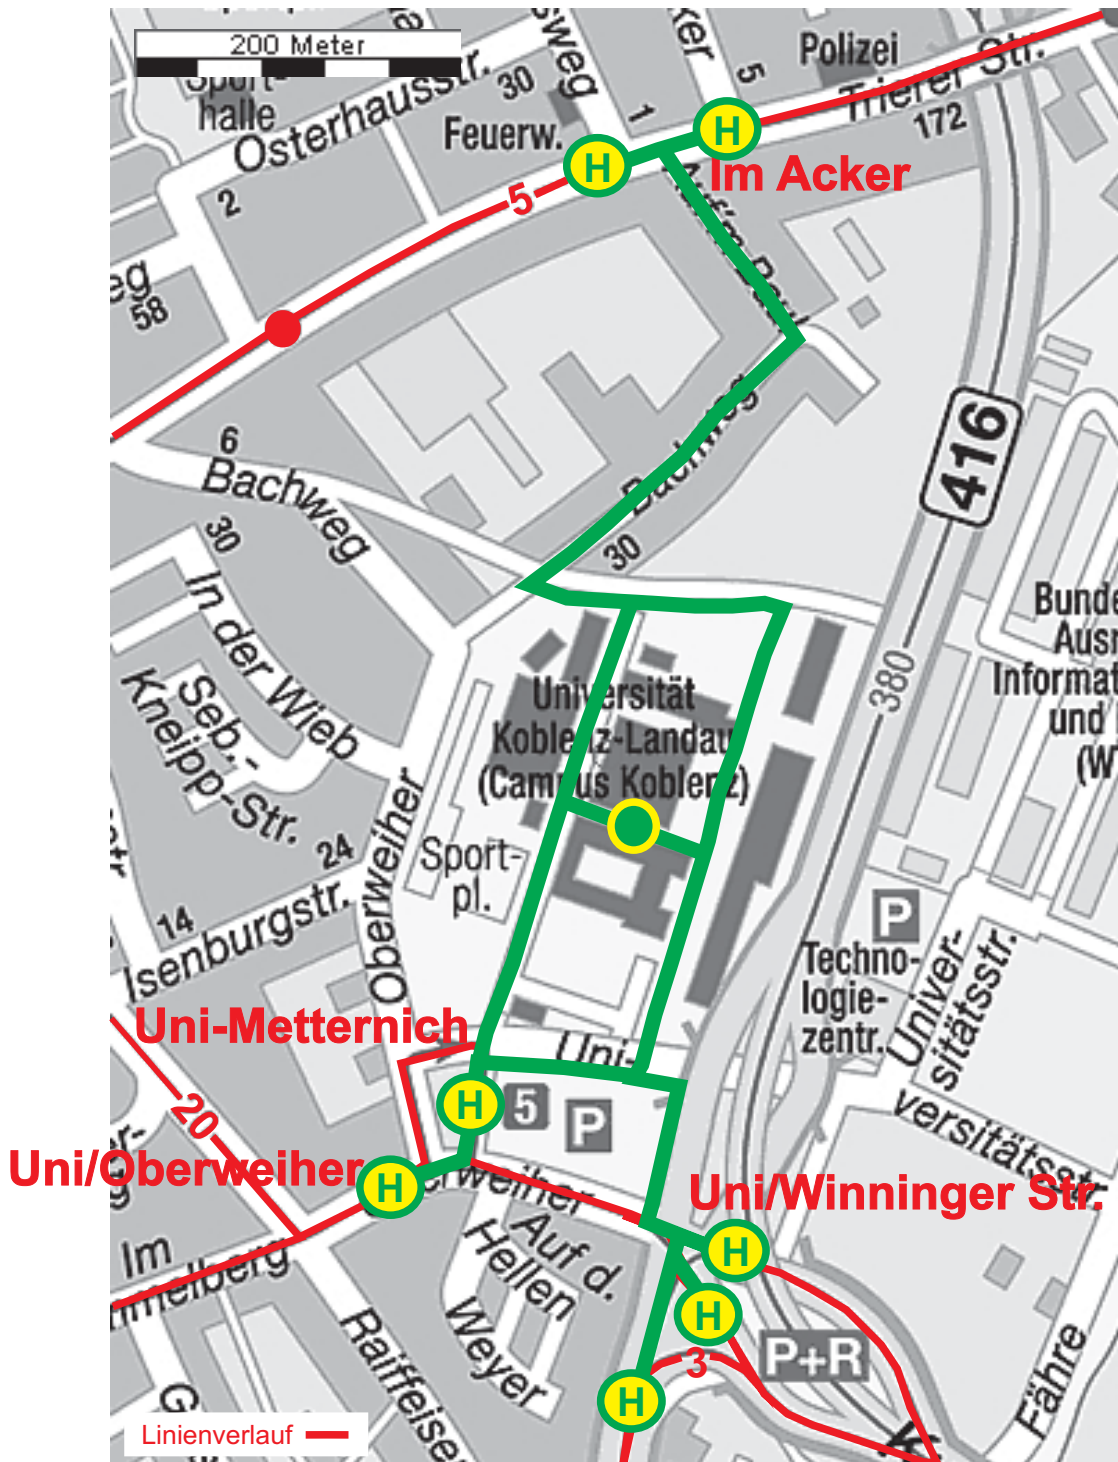 200 Meter
Sport-
halle
Osterhausstr.
30
Feuerw.
1
5
Polizei
Trierer Str.
172
Im Acker
2
5
58
Auf'm
6
Bachweg
30
Bachweg
30
416
In der Wieb
Seb.-
Kneipp-Str.
24
14
Isenburgstr.
Oberweiher
Sport-
pl.
Universität
Koblenz-Landau
(Campus Koblenz)
380
P
Techno-
logie-
zentr.
Univer-
sitätsstr.
Uni-
versitätsstr.
Uni-Metternich
20
H
5
P
Uni/Oberweiher
H
Uni/Winninger Str.
H
H
H
H
H
Im
Auf d.
Hellen
Weyer
3
P+R
Fähre
Linienverlauf